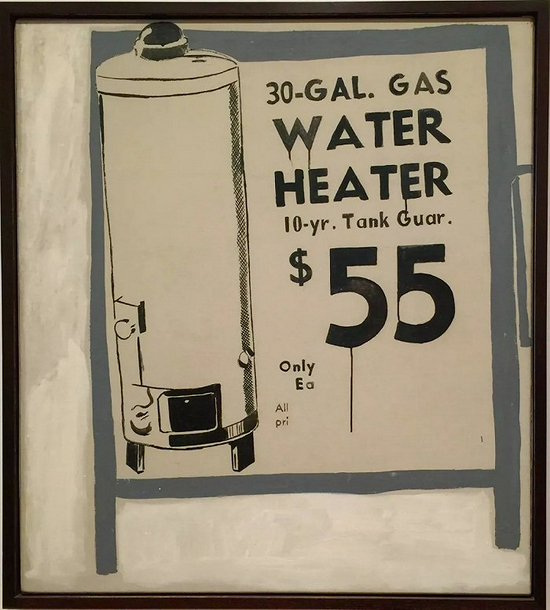 30-GAL. GAS
WATER
HEATER
10-yr. Tank Guar.
$55
Only
Ea
All
pri